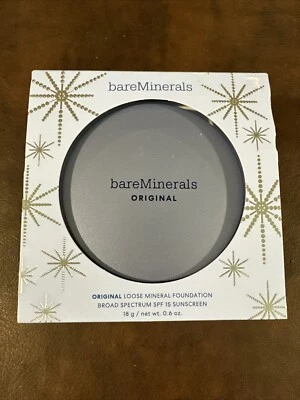 bareMinerals
bareMinerals
ORIGINAL
ORIGINAL LOOSE MINERAL FOUNDATION
BROAD SPECTRUM SPF 15 SUNSCREEN
18 g / net wt. 0.6 oz.